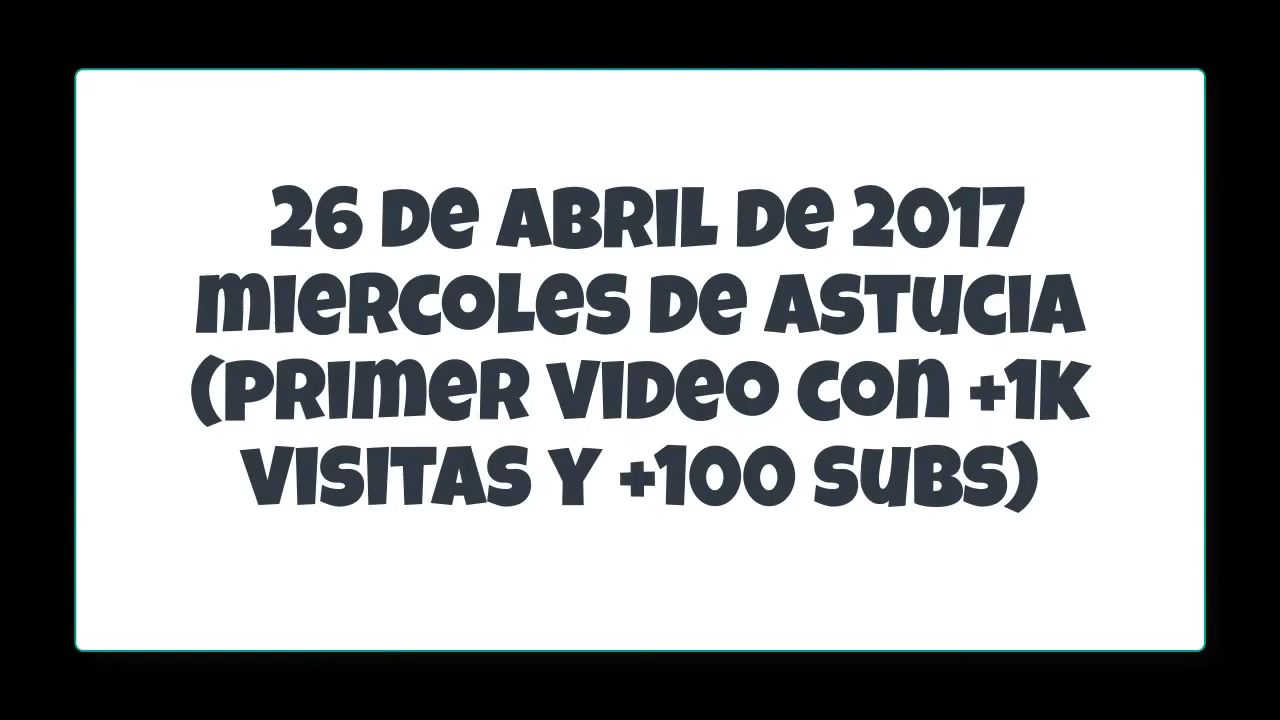 26 DE ABRIL DE 2017
MIERCOLES DE ASTUCIA
(PRIMER VIDEO CON +1K
VISITAS Y +100 SUBS)